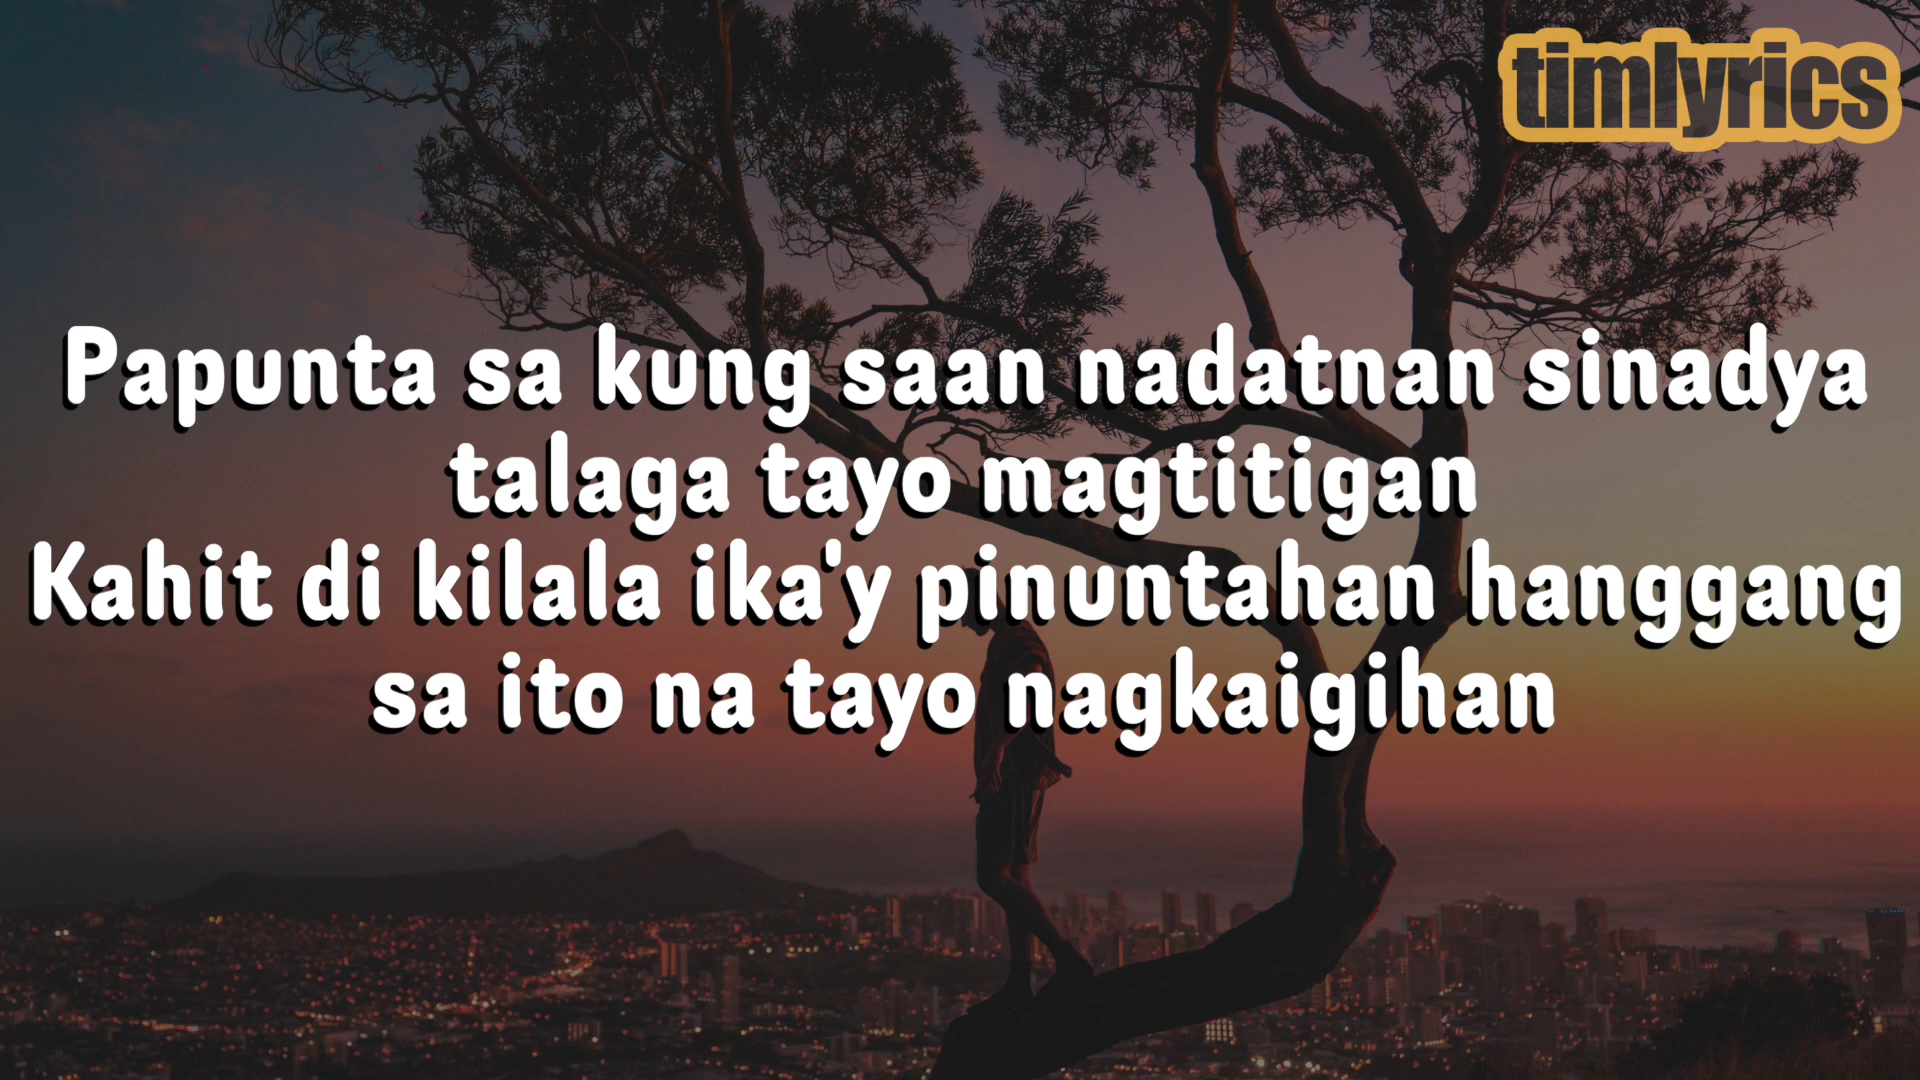 timlyrics
Papunta sa kung saan nadatnan sinadya
talaga tayo magtitigan
Kahit di kilala ika'y pinuntahan hanggang
sa ito na tayo nagkaigihan